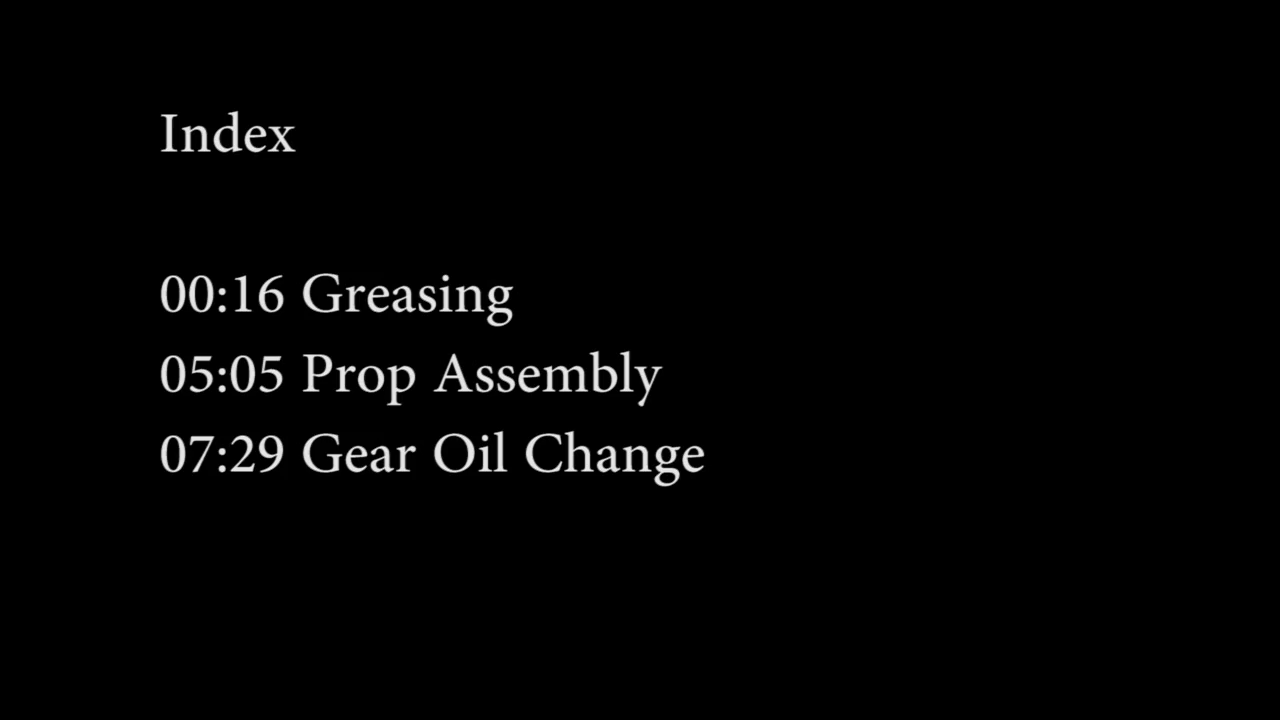 Index
00:16 Greasing
05:05 Prop Assembly
07:29 Gear Oil Change